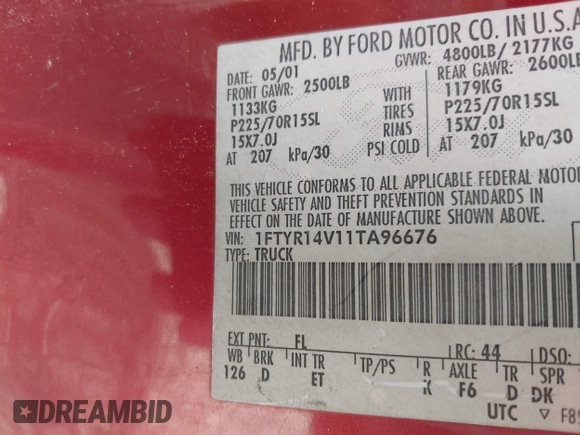 MFD. BY FORD MOTOR CO. IN U.S.A
DATE: 05/01 GVWR: 4800LB/ 2177KG
FRONT GAWR: 2500LB REAR GAWR: 2600L
1133KG WITH 1179KG
P225/70R15SL TIRES P225/70R15SL
15X7.0J RIMS 15X7.0J
AT 207 kPa/30 PSI COLD AT 207 kPa/30
THIS VEHICLE CONFORMS TO ALL APPLICABLE FEDERAL MOTOR
VEHICLE SAFETY AND THEFT PREVENTION STANDARDS IN
EFFECT ON THE DATE OF MANUFACTURE SHOWN ABOVE.
VIN: 1FTYR14V11TA96676
TYPE: TRUCK
EXT PNT: FL RC: 44 DSO:
WB BRK INT TR TP/PS R AXLE TR SPR
126 D ET F6 D DK
UTC ▽ F8
DREAMBID